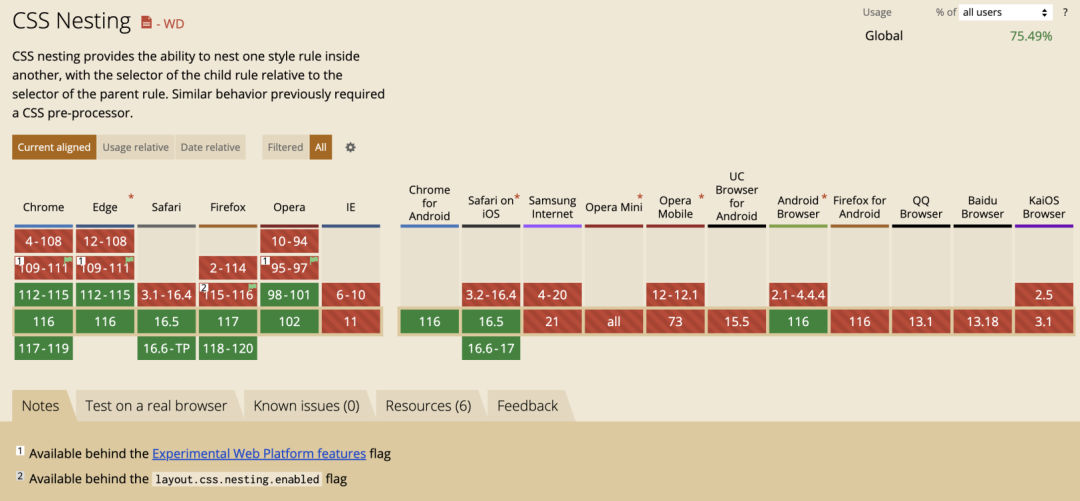 CSS Nesting - WD
Usage % of all users ?
Global 75.49%
CSS nesting provides the ability to nest one style rule inside
another, with the selector of the child rule relative to the
selector of the parent rule. Similar behavior previously required
a CSS pre-processor.
Current aligned Usage relative Date relative Filtered All
Chrome Edge * Safari Firefox Opera IE Chrome for Android Safari on iOS * Samsung Internet Opera Mini * Opera Mobile * UC Browser for Android Android Browser * Firefox for Android QQ Browser Baidu Browser KaiOS Browser
4-108 12-108 10-94
1 109-111 1 109-111 2-114 1 95-97
112-115 112-115 3.1-16.4 2 115-116 98-101 6-10 3.2-16.4 4-20 12-12.1 2.1-4.4.4 2.5
116 116 16.5 117 102 11 116 16.5 21 all 73 15.5 116 116 13.1 13.18 3.1
117-119 16.6-TP 118-120 16.6-17
Notes Test on a real browser Known issues (0) Resources (6) Feedback
1 Available behind the Experimental Web Platform features flag
2 Available behind the layout.css.nesting.enabled flag